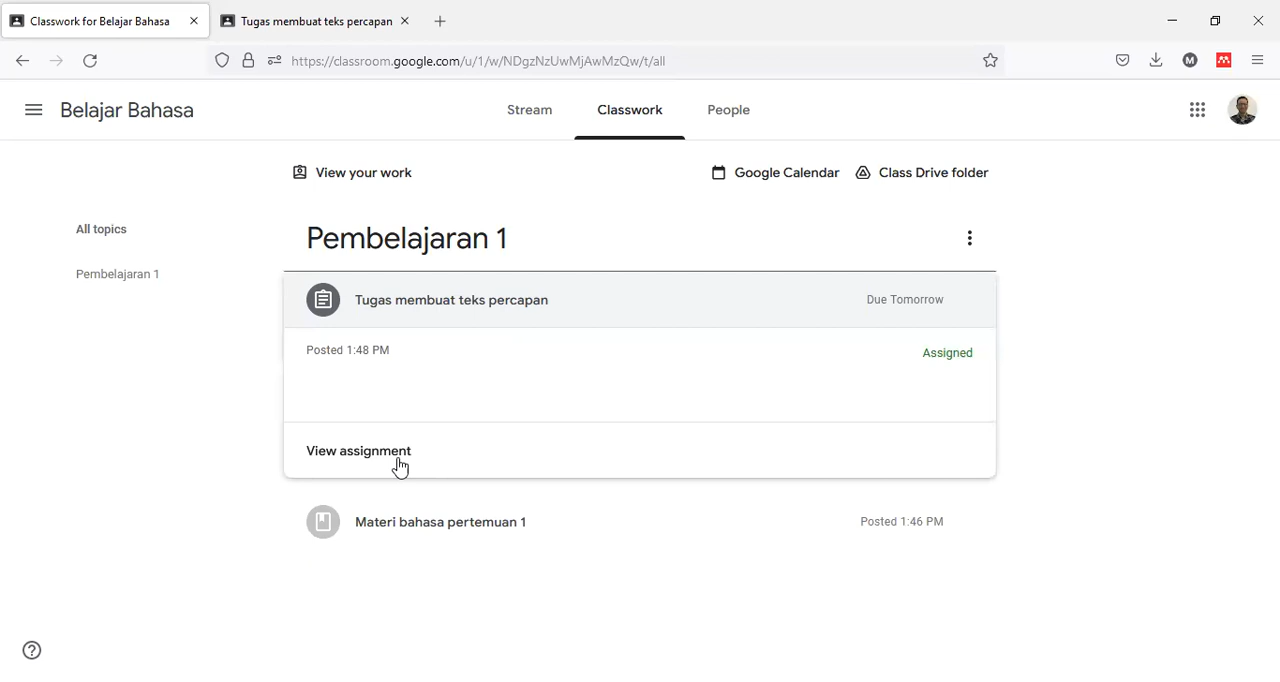 Classwork for Belajar Bahasa
Tugas membuat teks percapan
https://classroom.google.com/u/1/w/NDgzNzUwMjAwMzQw/t/all
M
Belajar Bahasa
Stream
Classwork
People
View your work
Google Calendar
Class Drive folder
All topics
Pembelajaran 1
Pembelajaran 1
Tugas membuat teks percapan
Due Tomorrow
Posted 1:48 PM
Assigned
View assignment
Materi bahasa pertemuan 1
Posted 1:46 PM